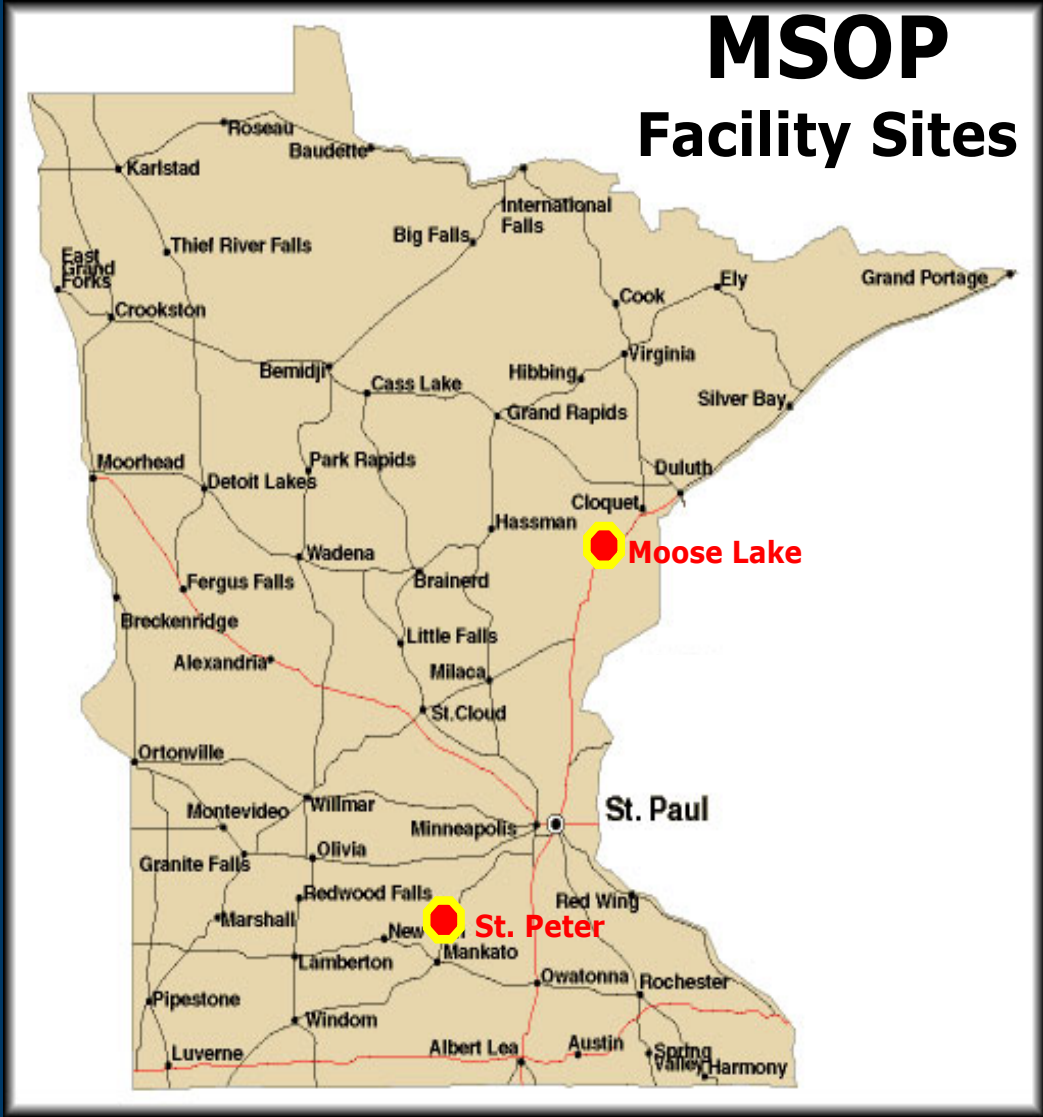 MSOP
Facility Sites
Roseau
Baudette
Karlstad
International
Falls
Big Falls
Thief River Falls
East
Grand
Forks
Grand Portage
Ely
Cook
Crookston
Virginia
Bemidji
Hibbing
Cass Lake
Silver Bay
Grand Rapids
Park Rapids
Moorhead
Duluth
Detoit Lakes
Cloquet
Hassman
Moose Lake
Wadena
Fergus Falls
Brainerd
Breckenridge
Little Falls
Alexandria
Milaca
St.Cloud
Ortonville
Willmar
Montevideo
St. Paul
Minneapolis
Olivia
Granite Falls
Redwood Falls
Red Wing
Marshall
St. Peter
New
Mankato
Lamberton
Owatonna
Rochester
Pipestone
Windom
Austin
Albert Lea
Luverne
Spring
Valley
Harmony